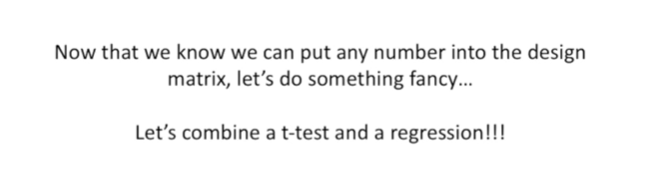 Now that we know we can put any number into the design
matrix, let’s do something fancy...
Let’s combine a t-test and a regression!!!